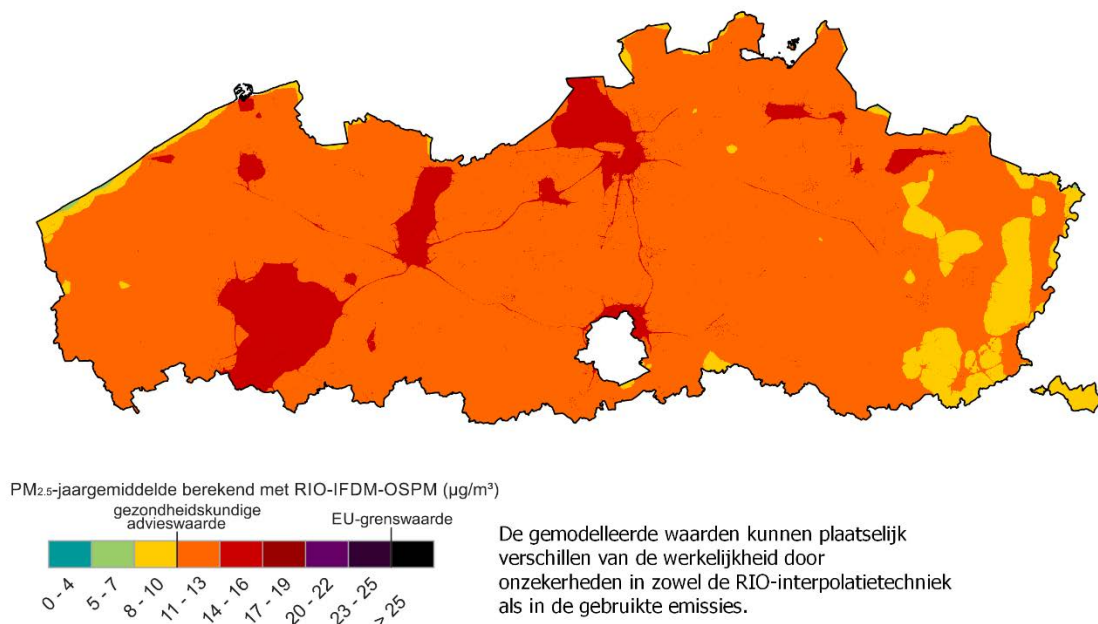 PM2.5-jaargemiddelde berekend met RIO-IFDM-OSPM (µg/m³)
gezondheidskundige
advieswaarde
EU-grenswaarde
0 - 4
5 - 7
8 - 10
11 - 13
14 - 16
17 - 19
20 - 22
23 - 25
> 25
De gemodelleerde waarden kunnen plaatselijk
verschillen van de werkelijkheid door
onzekerheden in zowel de RIO-interpolatietechniek
als in de gebruikte emissies.